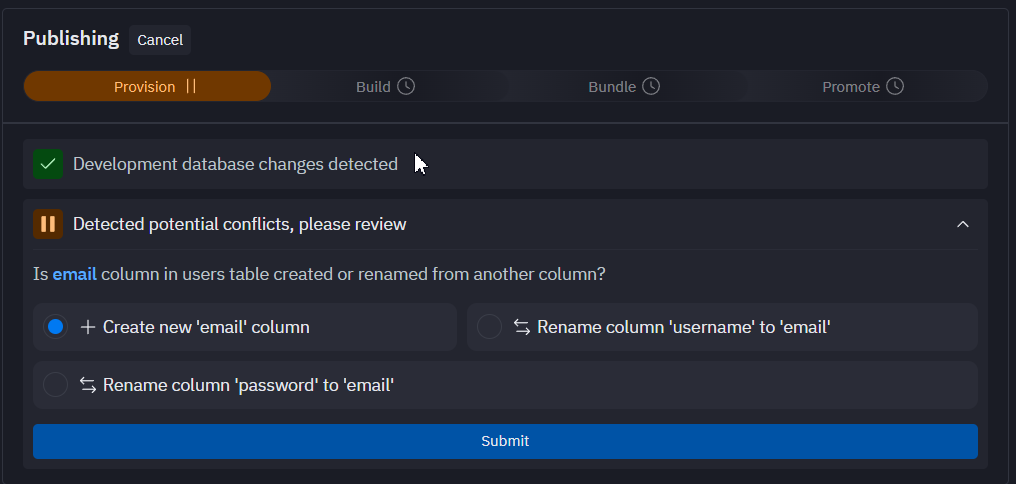 Publishing Cancel
Provision Build Bundle Promote
Development database changes detected
Detected potential conflicts, please review
Is email column in users table created or renamed from another column?
Create new 'email' column
Rename column 'username' to 'email'
Rename column 'password' to 'email'
Submit